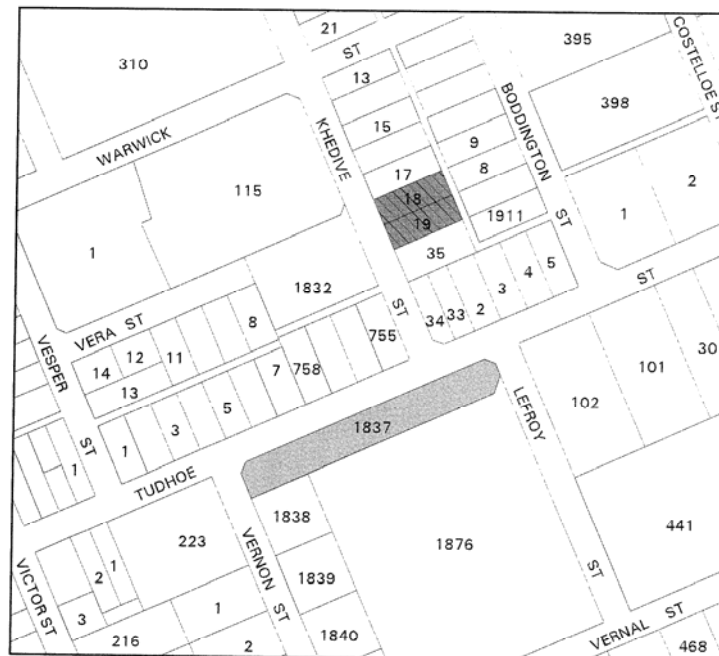 21
395
COSTELLOE ST
310
ST
13
398
KHEDIVE
BODDINGTON
15
9
WARWICK
8
17
2
115
18
1911
1
19
ST
1
35
ST
1832
5
4
3
2
33
34
ST
VERA ST
8
755
30
12
11
101
14
7
758
VESPER
13
5
LEFROY
102
3
1837
1
1
ST
TUDHOE
1838
441
223
1876
2
1
VERNON
1839
ST
VICTOR ST
3
1
ST
ST
216
2
1840
VERNAL
468